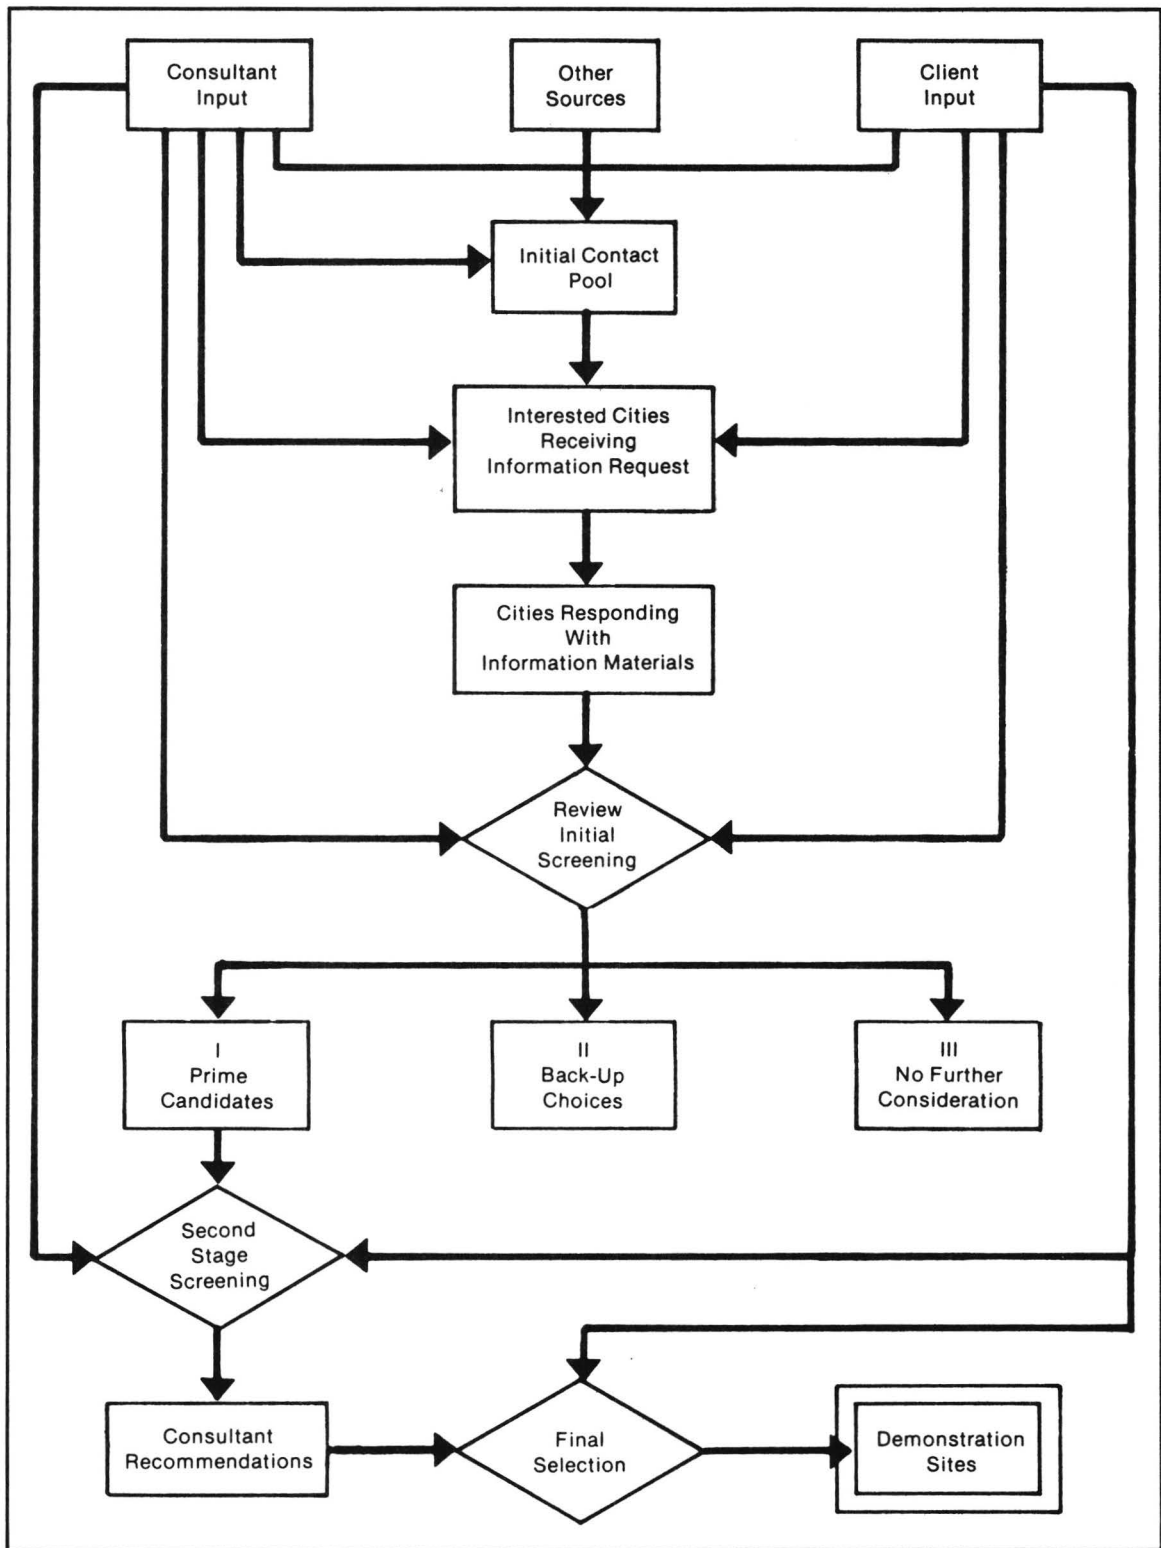 Consultant
Input
Other
Sources
Client
Input
Initial Contact
Pool
Interested Cities
Receiving
Information Request
Cities Responding
With
Information Materials
Review
Initial
Screening
I
Prime
Candidates
II
Back-Up
Choices
III
No Further
Consideration
Second
Stage
Screening
Consultant
Recommendations
Final
Selection
Demonstration
Sites